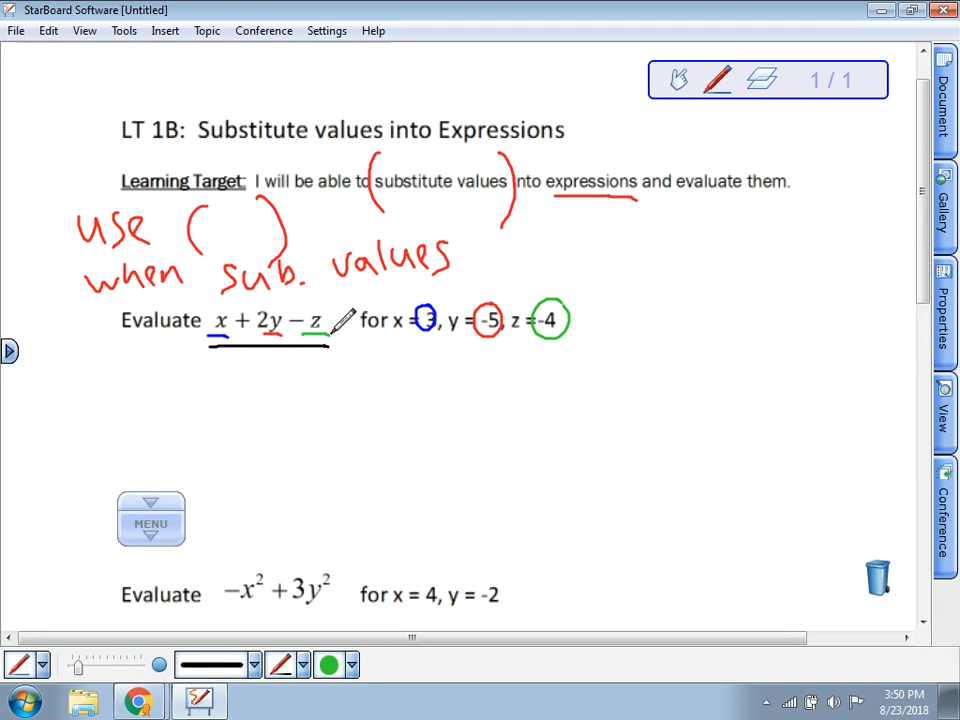 StarBoard Software [Untitled]
File Edit View Tools Insert Topic Conference Settings Help
1 / 1
LT 1B: Substitute values into Expressions
Learning Target: I will be able to substitute values into expressions and evaluate them.
use ( )
when sub. values
Evaluate x + 2y − z for x = 3, y = -5, z = -4
MENU
Evaluate −x² + 3y² for x = 4, y = -2
Document
Gallery
Properties
View
Conference
3:50 PM
8/23/2018